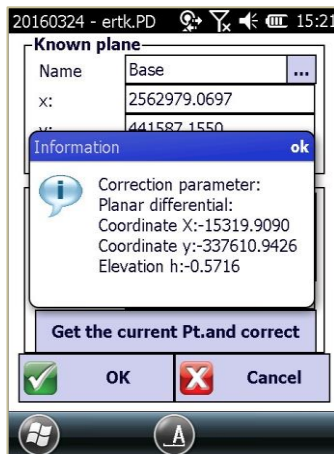 20160324 - ertk.PD 15:21
Known plane
Name Base ...
x: 2562979.0697
y: 441587.1550
Information ok
Correction parameter:
Planar differential:
Coordinate X:-15319.9090
Coordinate y:-337610.9426
Elevation h:-0.5716
Get the current Pt.and correct
OK Cancel
A